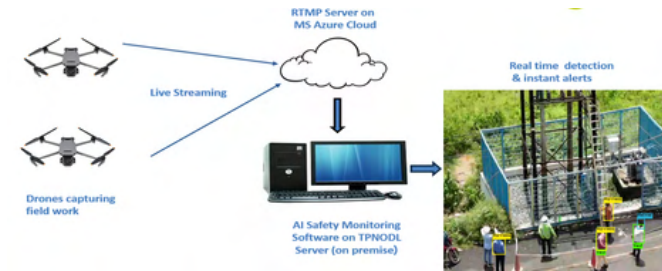 RTMP Server on
MS Azure Cloud
Real time detection
& instant alerts
Live Streaming
Drones capturing
field work
AI Safety Monitoring
Software on TPNODL
Server (on premise)